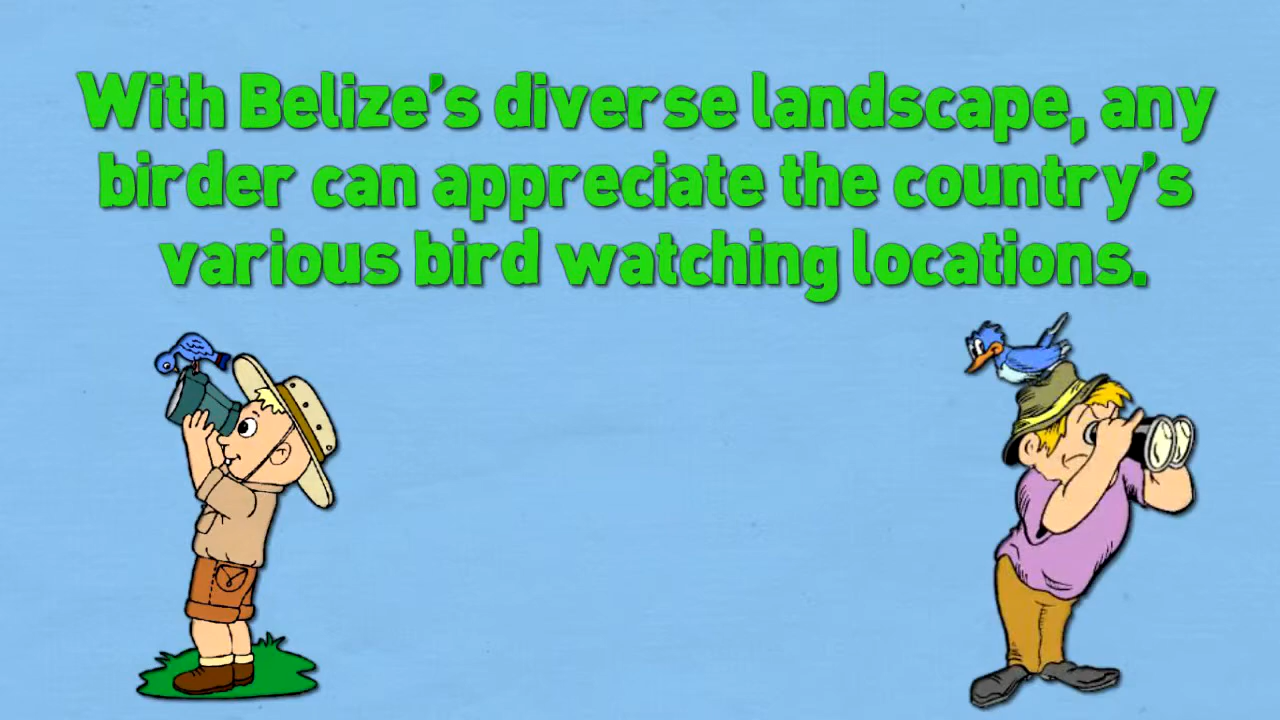 With Belize’s diverse landscape, any
birder can appreciate the country’s
various bird watching locations.